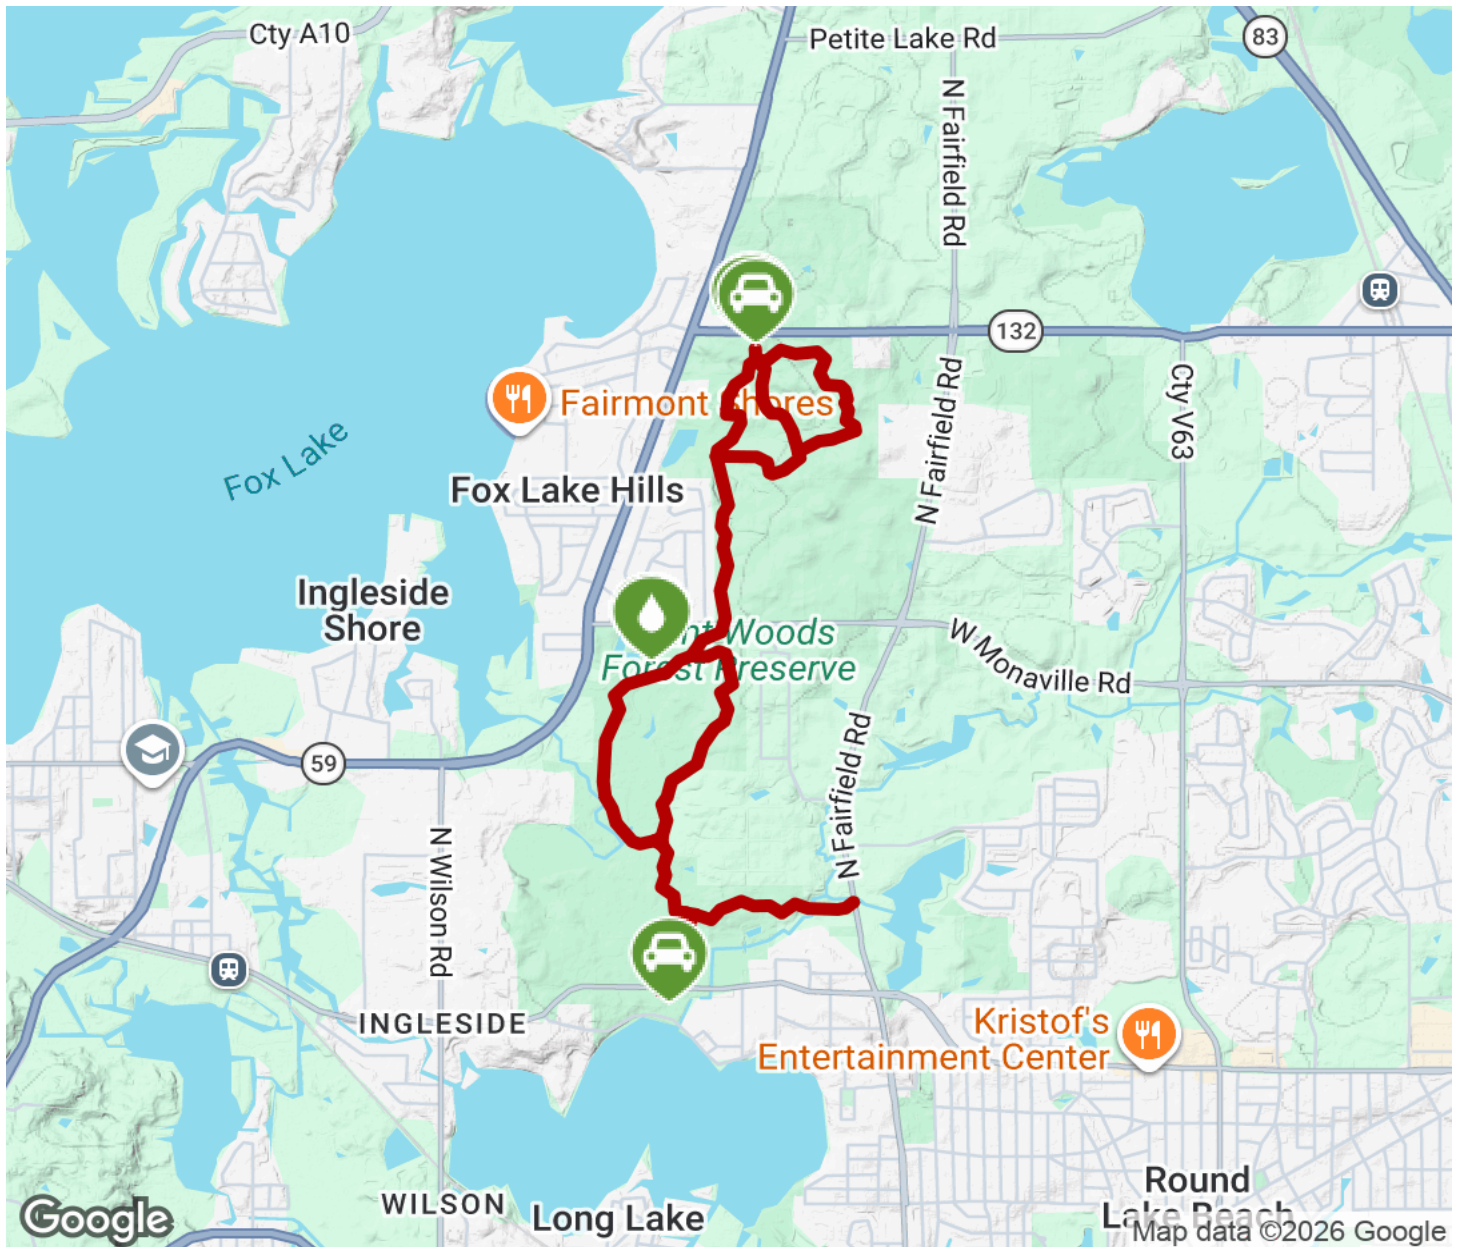 Cty A10
Petite Lake Rd
83
N Fairfield Rd
132
N Fairfield Rd
Cty V63
Fairmont Shores
Fox Lake
Fox Lake Hills
Ingleside
Shore
Woods
Forest Preserve
W Monaville Rd
59
N Fairfield Rd
N Wilson Rd
INGLESIDE
Kristof's
Entertainment Center
WILSON
Long Lake
Round
Lake Beach
Google
Map data ©2026 Google